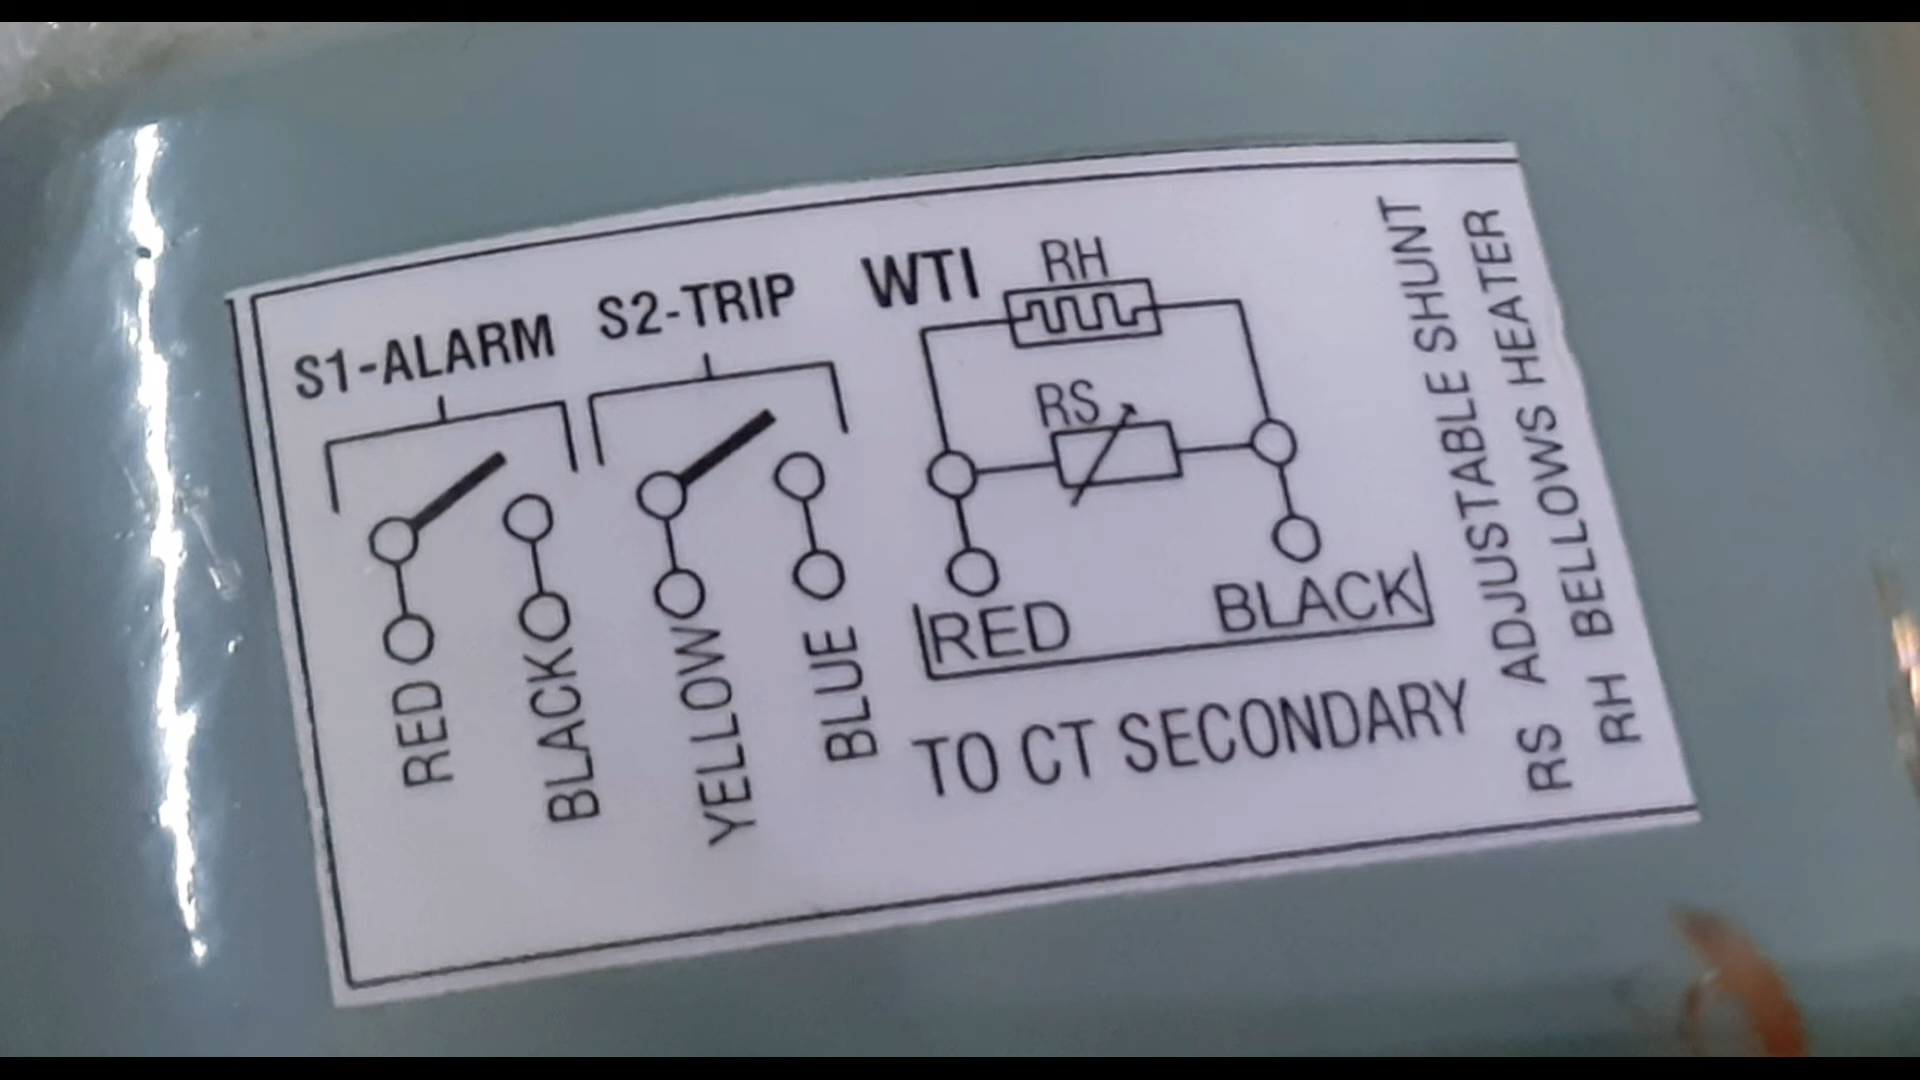 S1-ALARM
S2-TRIP
WTI
RH
RS
RED
BLACK
YELLOW
BLUE
RED
BLACK
TO CT SECONDARY
RS ADJUSTABLE SHUNT
RH BELLOWS HEATER